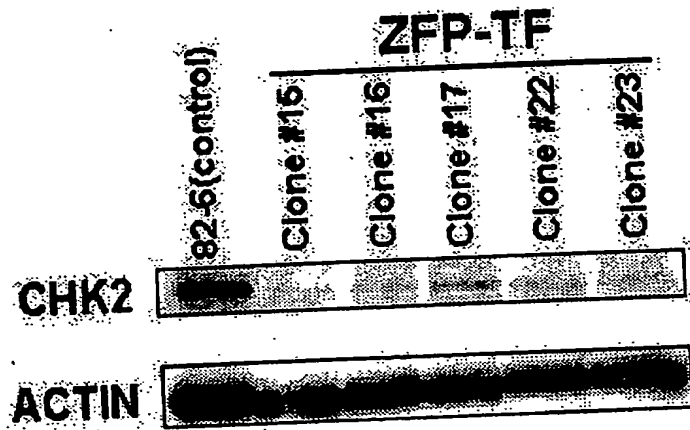 ZFP-TF
82-6(control)
Clone #15
Clone #16
Clone #17
Clone #22
Clone #23
CHK2
ACTIN